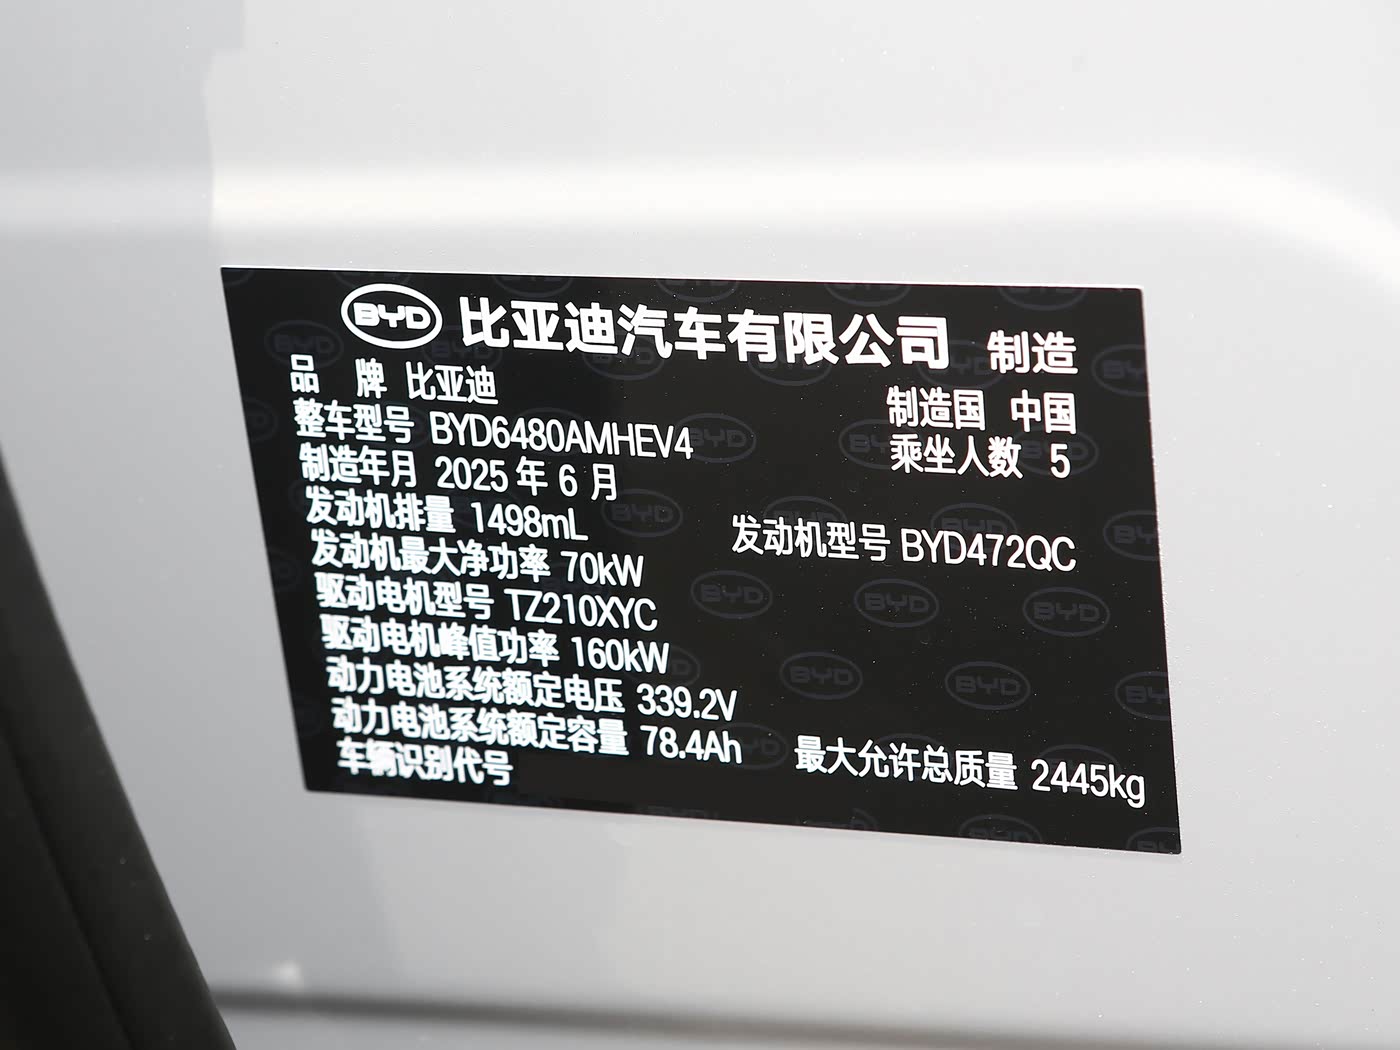 BYD 比亚迪汽车有限公司 制造
品 牌 比亚迪 制造国 中国
整车型号 BYD6480AMHEV4 乘坐人数 5
制造年月 2025 年 6 月
发动机排量 1498mL 发动机型号 BYD472QC
发动机最大净功率 70kW
驱动电机型号 TZ210XYC
驱动电机峰值功率 160kW
动力电池系统额定电压 339.2V
动力电池系统额定容量 78.4Ah 最大允许总质量 2445kg
车辆识别代号